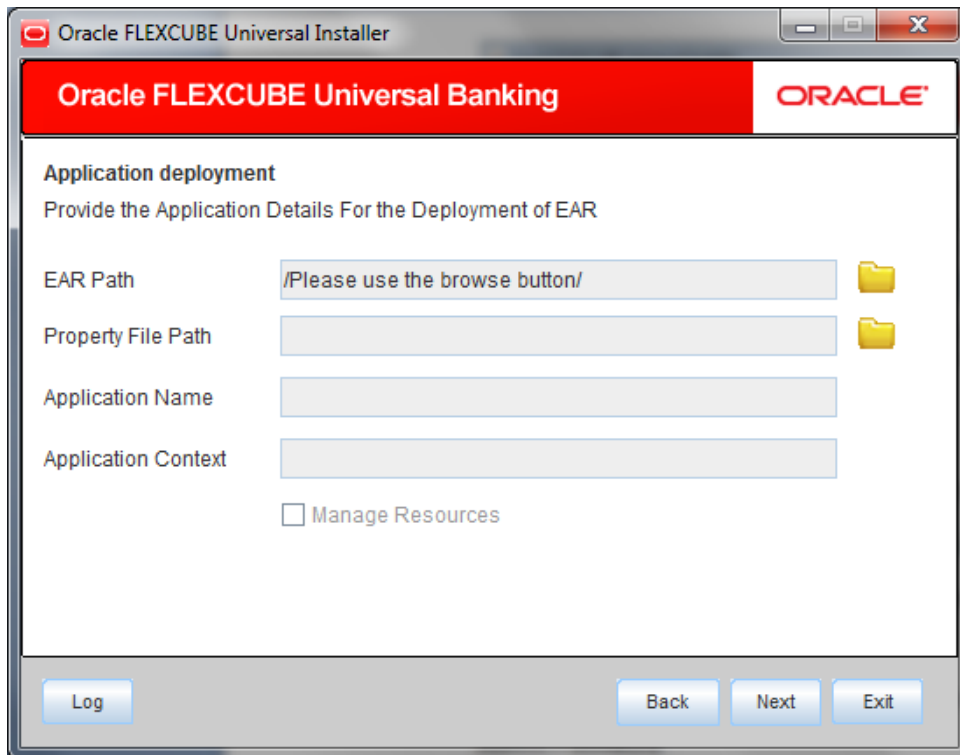 Oracle FLEXCUBE Universal Installer
Oracle FLEXCUBE Universal Banking
ORACLE
Application deployment
Provide the Application Details For the Deployment of EAR
EAR Path /Please use the browse button/
Property File Path
Application Name
Application Context
Manage Resources
Log Back Next Exit